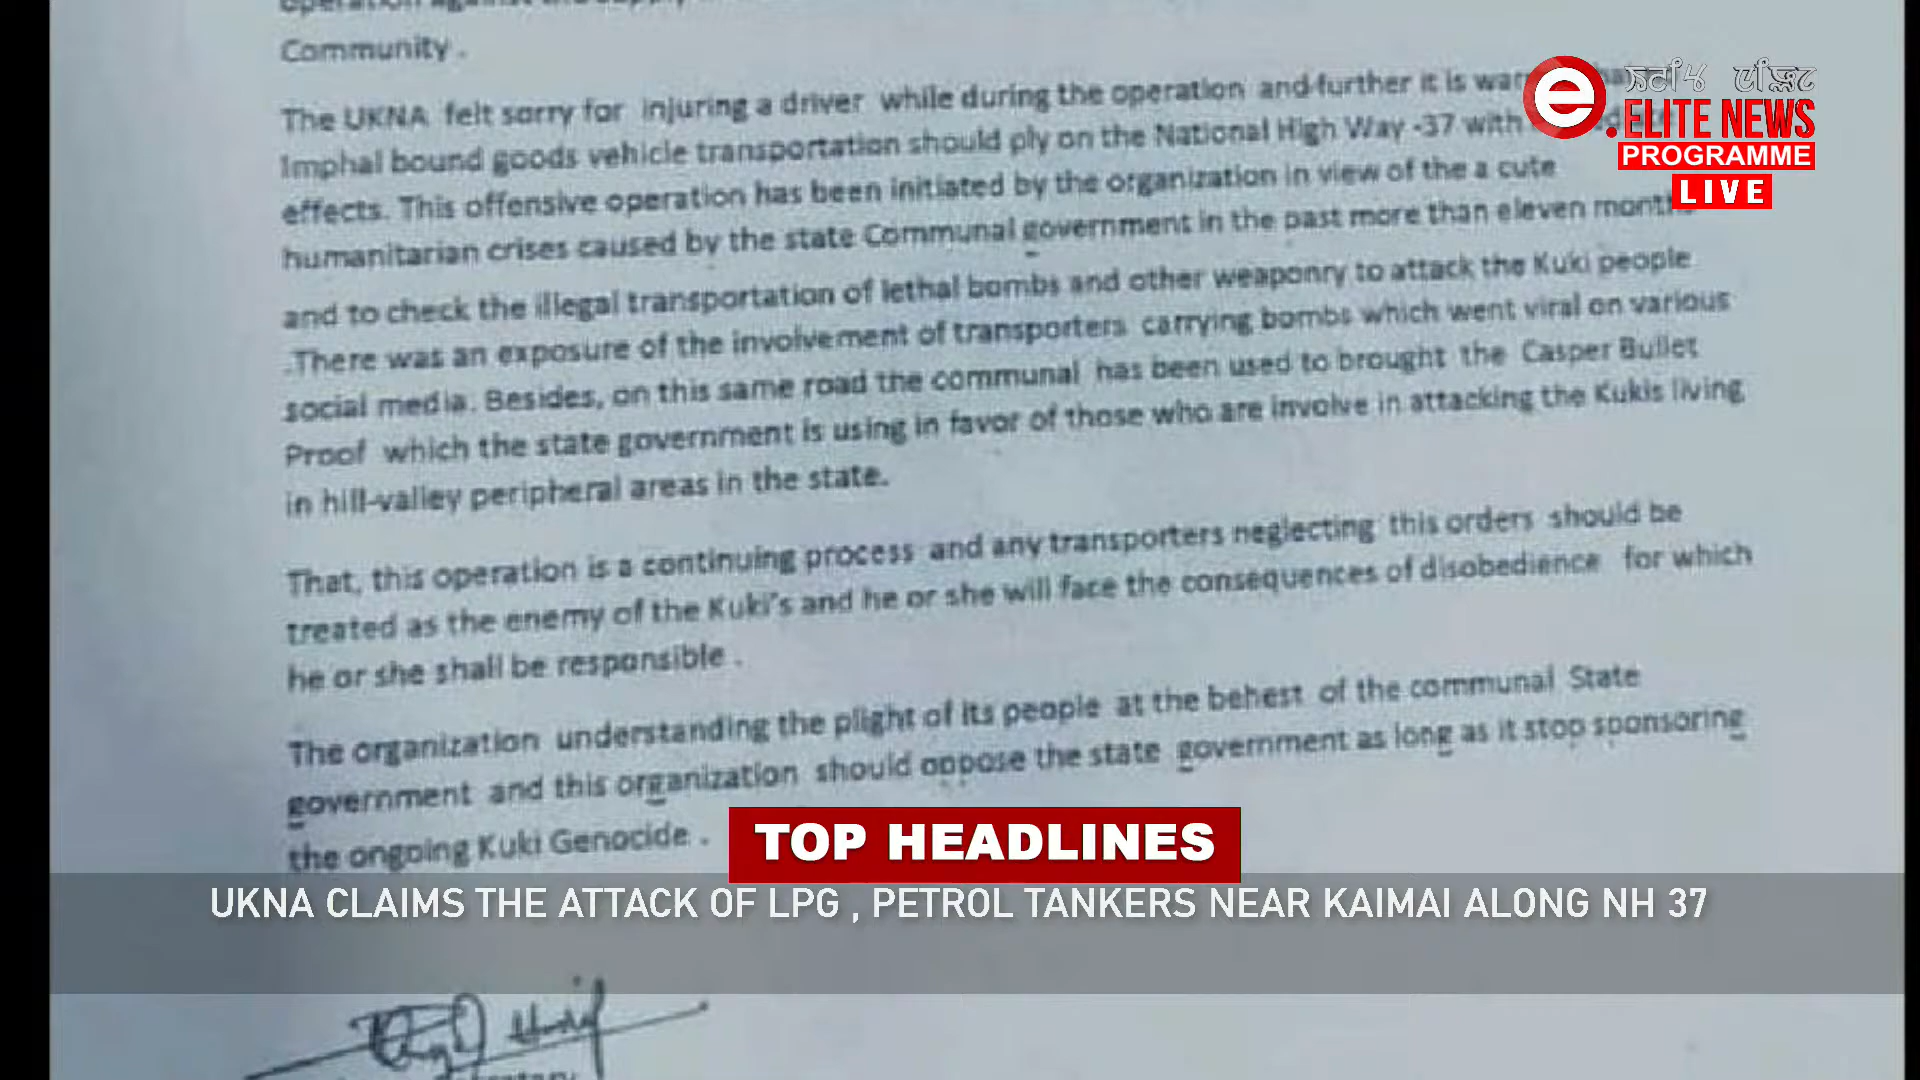 Community .
The UKNA felt sorry for injuring a driver while during the operation and further it is
Imphal bound goods vehicle transportation should ply on the National High Way -37 with
effects. This offensive operation has been initiated by the organization in view of the a cute
humanitarian crises caused by the state Communal government in the past more than eleven months
and to check the illegal transportation of lethal bombs and other weaponry to attack the Kuki people
.There was an exposure of the involvement of transporters carrying bombs which went viral on various
social media. Besides, on this same road the communal has been used to brought the Casper Bullet
Proof which the state government is using in favor of those who are involve in attacking the Kukis living
in hill-valley peripheral areas in the state.
That, this operation is a continuing process and any transporters neglecting this orders should be
treated as the enemy of the Kuki's and he or she will face the consequences of disobedience for which
he or she shall be responsible .
The organization understanding the plight of its people at the behest of the communal State
government and this organization should oppose the state government as long as it stop sponsoring
the ongoing Kuki Genocide .
e.
ELITE NEWS
PROGRAMME
LIVE
TOP HEADLINES
UKNA CLAIMS THE ATTACK OF LPG , PETROL TANKERS NEAR KAIMAI ALONG NH 37